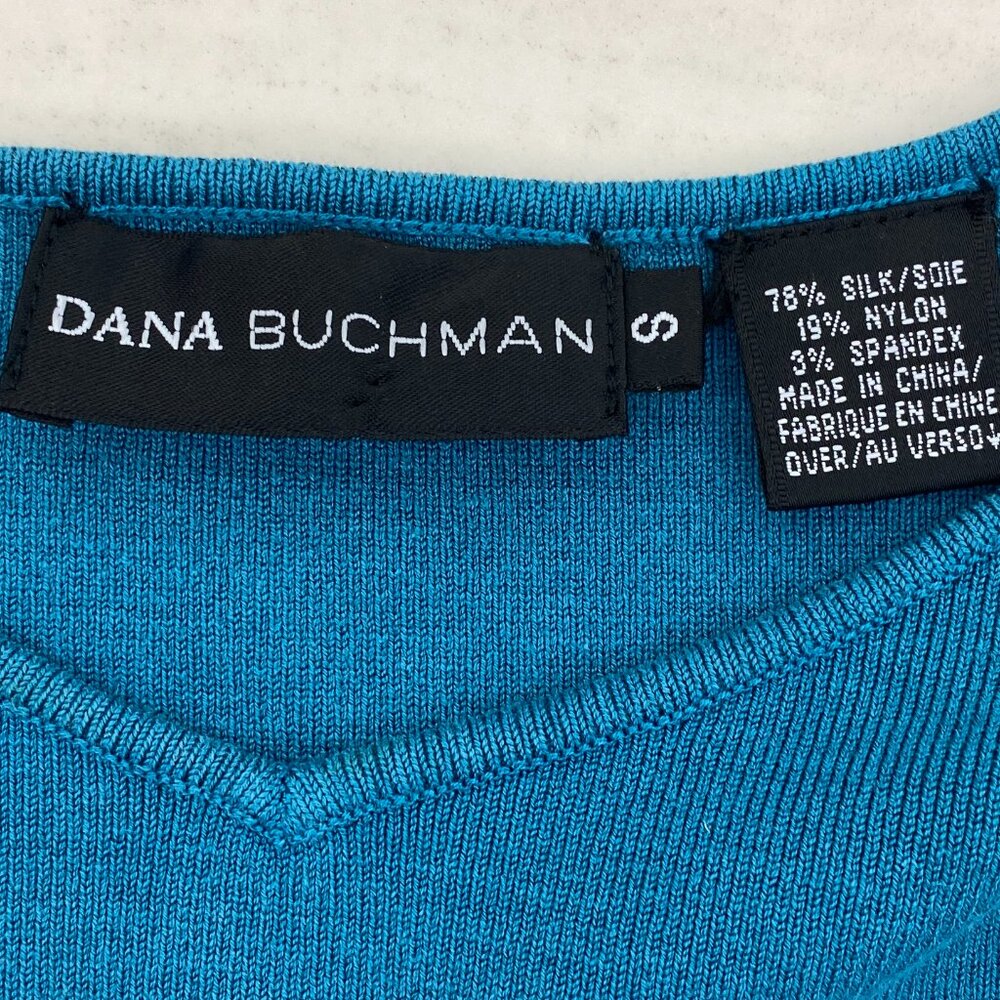 DANA BUCHMAN
S
78% SILK/SOIE
19% NYLON
3% SPANDEX
MADE IN CHINA/
FABRIQUE EN CHINE
OVER/AU VERSO↓